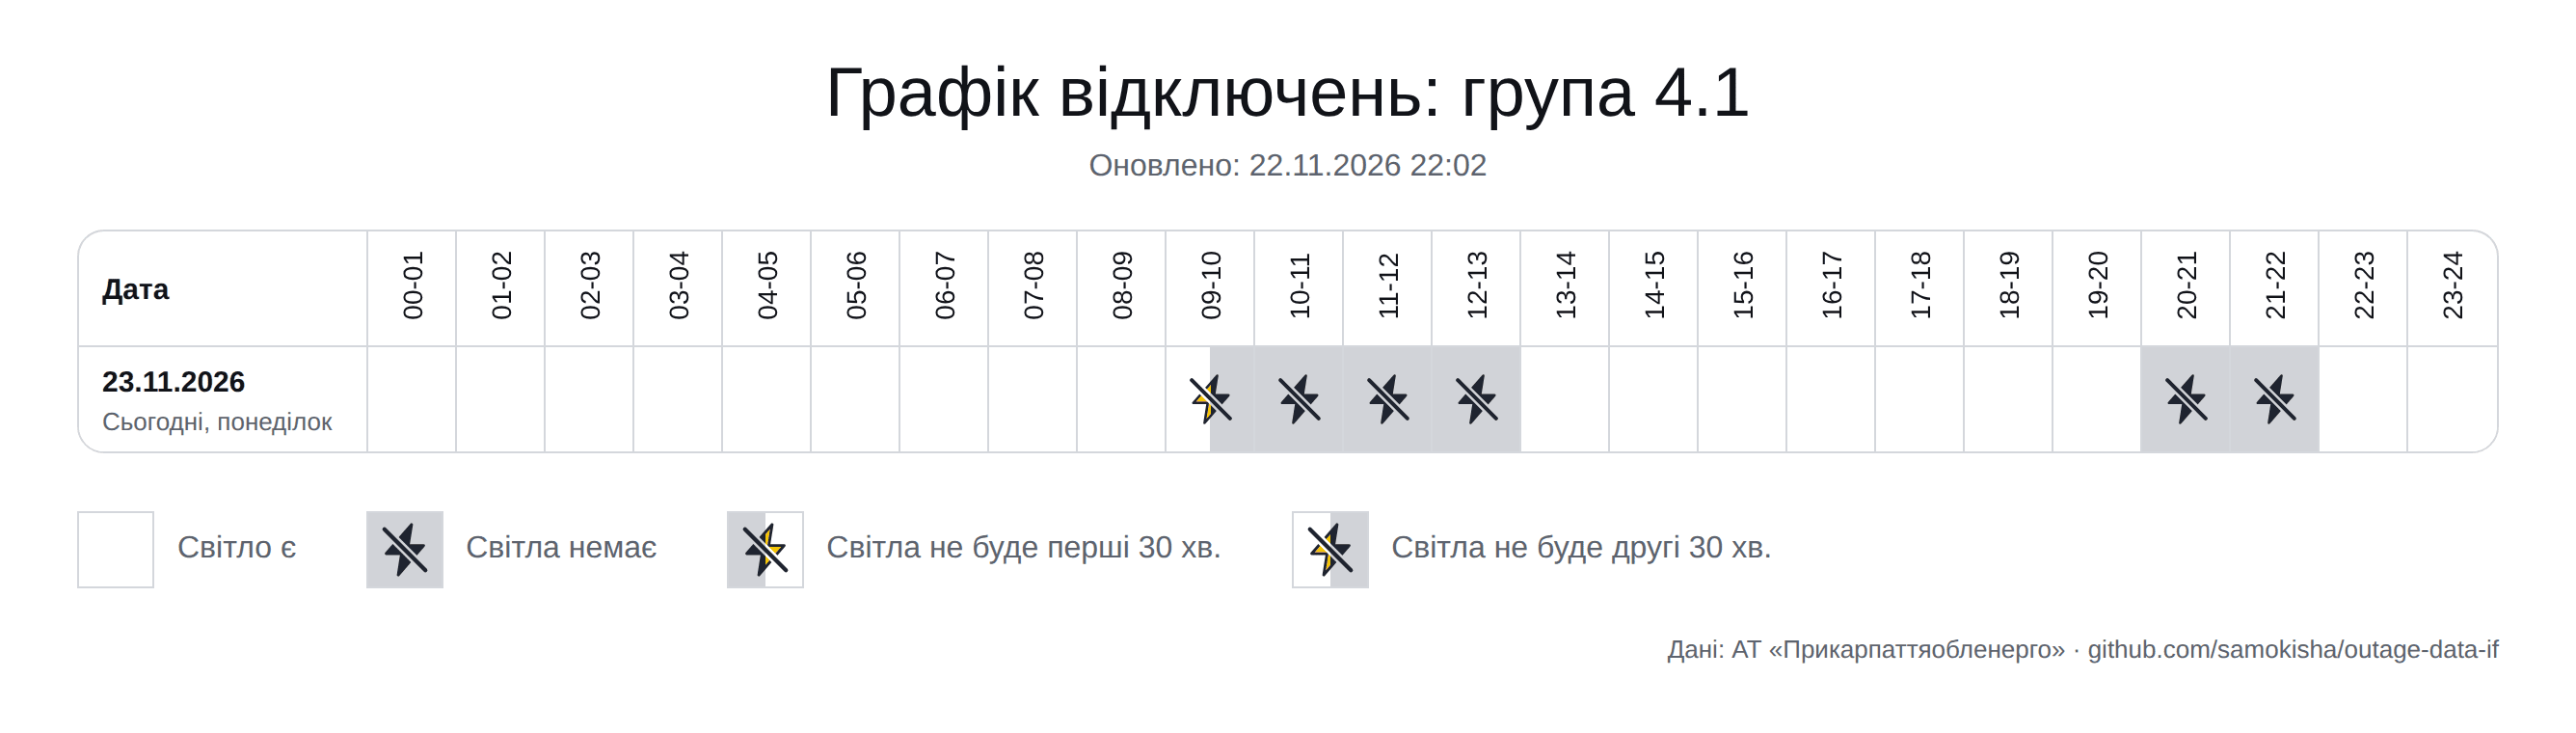 Графік відключень: група 4.1
Оновлено: 22.11.2026 22:02
Дата 00-01 01-02 02-03 03-04 04-05 05-06 06-07 07-08 08-09 09-10 10-11 11-12 12-13 13-14 14-15 15-16 16-17 17-18 18-19 19-20 20-21 21-22 22-23 23-24
23.11.2026
Сьогодні, понеділок
Світло є Світла немає Світла не буде перші 30 хв. Світла не буде другі 30 хв.
Дані: АТ «Прикарпаттяобленерго» · github.com/samokisha/outage-data-if